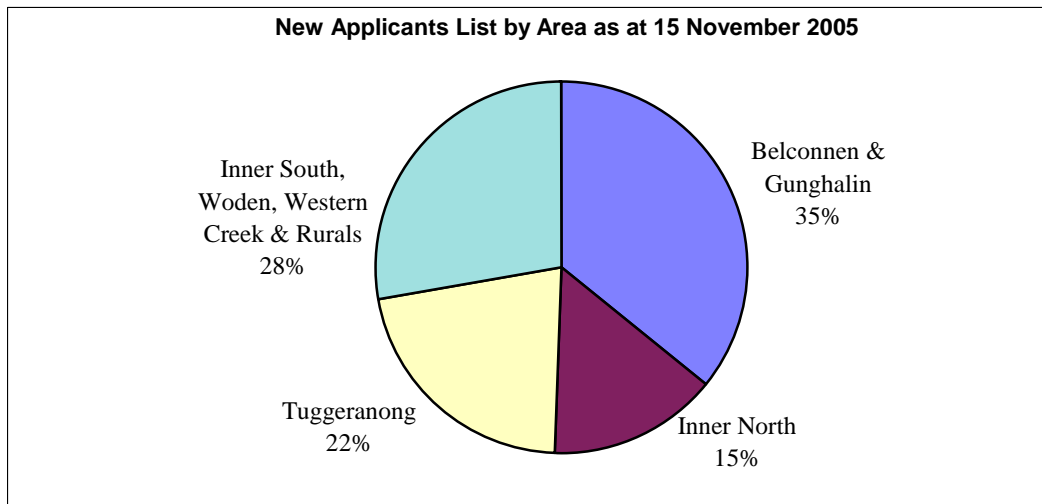 New Applicants List by Area as at 15 November 2005
Belconnen &
Gunghalin
35%
Inner South,
Woden, Western
Creek & Rurals
28%
Tuggeranong
22%
Inner North
15%